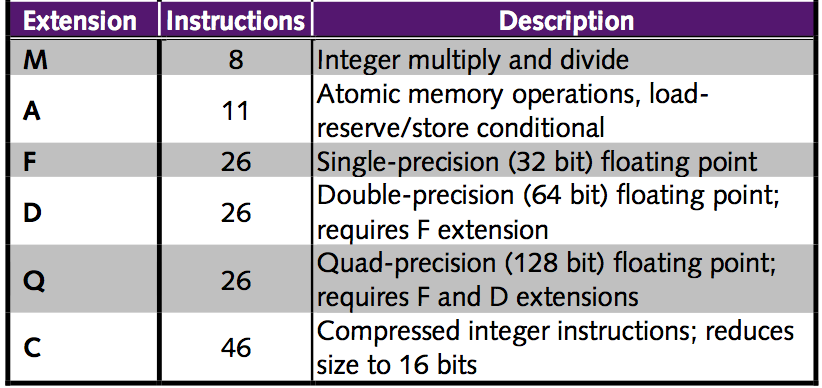 Extension Instructions Description
M 8 Integer multiply and divide
A 11 Atomic memory operations, load-
reserve/store conditional
F 26 Single-precision (32 bit) floating point
D 26 Double-precision (64 bit) floating point;
requires F extension
Q 26 Quad-precision (128 bit) floating point;
requires F and D extensions
C 46 Compressed integer instructions; reduces
size to 16 bits